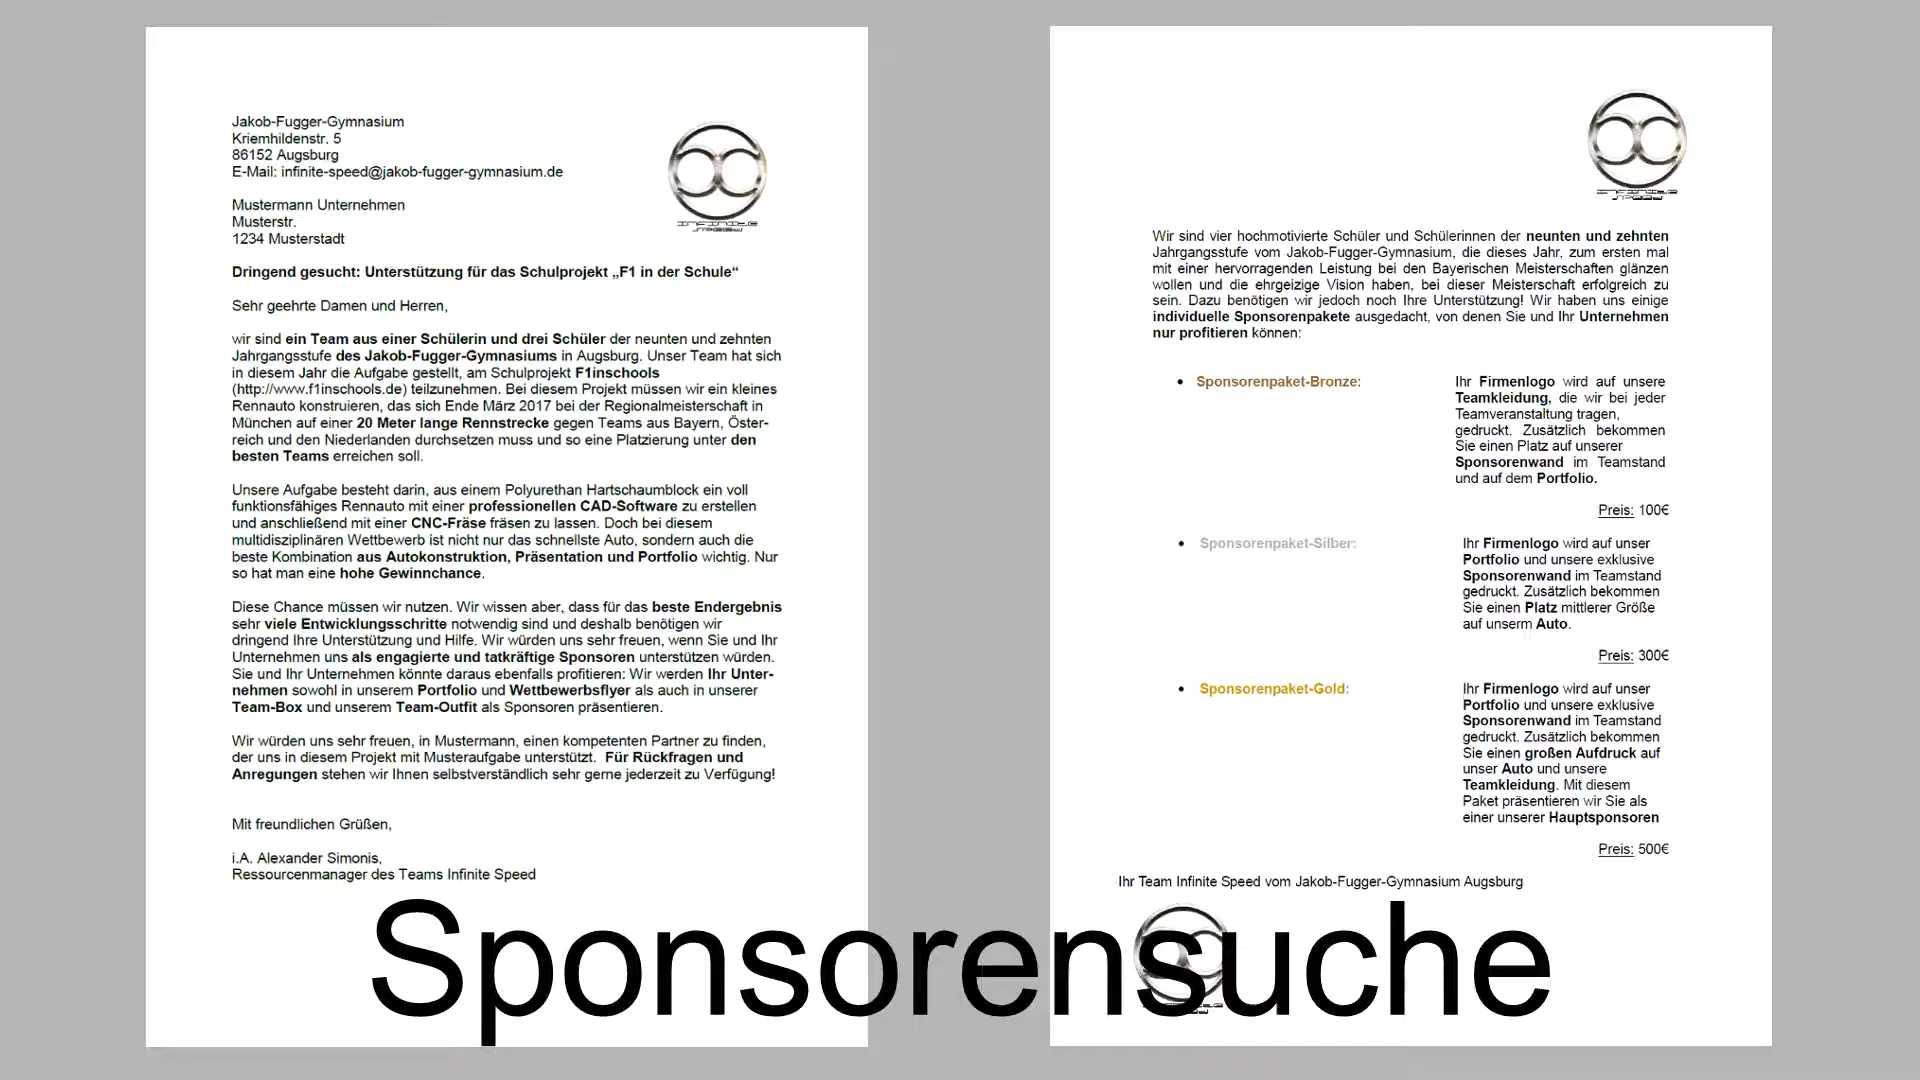 Jakob-Fugger-Gymnasium
Kriemhildenstr. 5
86152 Augsburg
E-Mail: infinite-speed@jakob-fugger-gymnasium.de
Mustermann Unternehmen
Musterstr.
1234 Musterstadt
INFINITE
SPEED
Dringend gesucht: Unterstützung für das Schulprojekt „F1 in der Schule“
Sehr geehrte Damen und Herren,
wir sind ein Team aus einer Schülerin und drei Schüler der neunten und zehnten
Jahrgangsstufe des Jakob-Fugger-Gymnasiums in Augsburg. Unser Team hat sich
in diesem Jahr die Aufgabe gestellt, am Schulprojekt F1inschools
(http://www.f1inschools.de) teilzunehmen. Bei diesem Projekt müssen wir ein kleines
Rennauto konstruieren, das sich Ende März 2017 bei der Regionalmeisterschaft in
München auf einer 20 Meter lange Rennstrecke gegen Teams aus Bayern, Öster-
reich und den Niederlanden durchsetzen muss und so eine Platzierung unter den
besten Teams erreichen soll.
Unsere Aufgabe besteht darin, aus einem Polyurethan Hartschaumblock ein voll
funktionsfähiges Rennauto mit einer professionellen CAD-Software zu erstellen
und anschließend mit einer CNC-Fräse fräsen zu lassen. Doch bei diesem
multidisziplinären Wettbewerb ist nicht nur das schnellste Auto, sondern auch die
beste Kombination aus Autokonstruktion, Präsentation und Portfolio wichtig. Nur
so hat man eine hohe Gewinnchance.
Diese Chance müssen wir nutzen. Wir wissen aber, dass für das beste Endergebnis
sehr viele Entwicklungsschritte notwendig sind und deshalb benötigen wir
dringend Ihre Unterstützung und Hilfe. Wir würden uns sehr freuen, wenn Sie und Ihr
Unternehmen uns als engagierte und tatkräftige Sponsoren unterstützen würden.
Sie und Ihr Unternehmen könnte daraus ebenfalls profitieren: Wir werden Ihr Unter-
nehmen sowohl in unserem Portfolio und Wettbewerbsflyer als auch in unserer
Team-Box und unserem Team-Outfit als Sponsoren präsentieren.
Wir würden uns sehr freuen, in Mustermann, einen kompetenten Partner zu finden,
der uns in diesem Projekt mit Musteraufgabe unterstützt. Für Rückfragen und
Anregungen stehen wir Ihnen selbstverständlich sehr gerne jederzeit zu Verfügung!
Mit freundlichen Grüßen,
i.A. Alexander Simonis,
Ressourcenmanager des Teams Infinite Speed
INFINITE
SPEED
Wir sind vier hochmotivierte Schüler und Schülerinnen der neunten und zehnten
Jahrgangsstufe vom Jakob-Fugger-Gymnasium, die dieses Jahr, zum ersten mal
mit einer hervorragenden Leistung bei den Bayerischen Meisterschaften glänzen
wollen und die ehrgeizige Vision haben, bei dieser Meisterschaft erfolgreich zu
sein. Dazu benötigen wir jedoch noch Ihre Unterstützung! Wir haben uns einige
individuelle Sponsorenpakete ausgedacht, von denen Sie und Ihr Unternehmen
nur profitieren können:
• Sponsorenpaket-Bronze:
Ihr Firmenlogo wird auf unsere
Teamkleidung, die wir bei jeder
Teamveranstaltung tragen,
gedruckt. Zusätzlich bekommen
Sie einen Platz auf unserer
Sponsorenwand im Teamstand
und auf dem Portfolio.
Preis: 100€
• Sponsorenpaket-Silber:
Ihr Firmenlogo wird auf unser
Portfolio und unsere exklusive
Sponsorenwand im Teamstand
gedruckt. Zusätzlich bekommen
Sie einen Platz mittlerer Größe
auf unserm Auto.
Preis: 300€
• Sponsorenpaket-Gold:
Ihr Firmenlogo wird auf unser
Portfolio und unsere exklusive
Sponsorenwand im Teamstand
gedruckt. Zusätzlich bekommen
Sie einen großen Aufdruck auf
unser Auto und unsere
Teamkleidung. Mit diesem
Paket präsentieren wir Sie als
einer unserer Hauptsponsoren
Preis: 500€
Ihr Team Infinite Speed vom Jakob-Fugger-Gymnasium Augsburg
Sponsorensuche